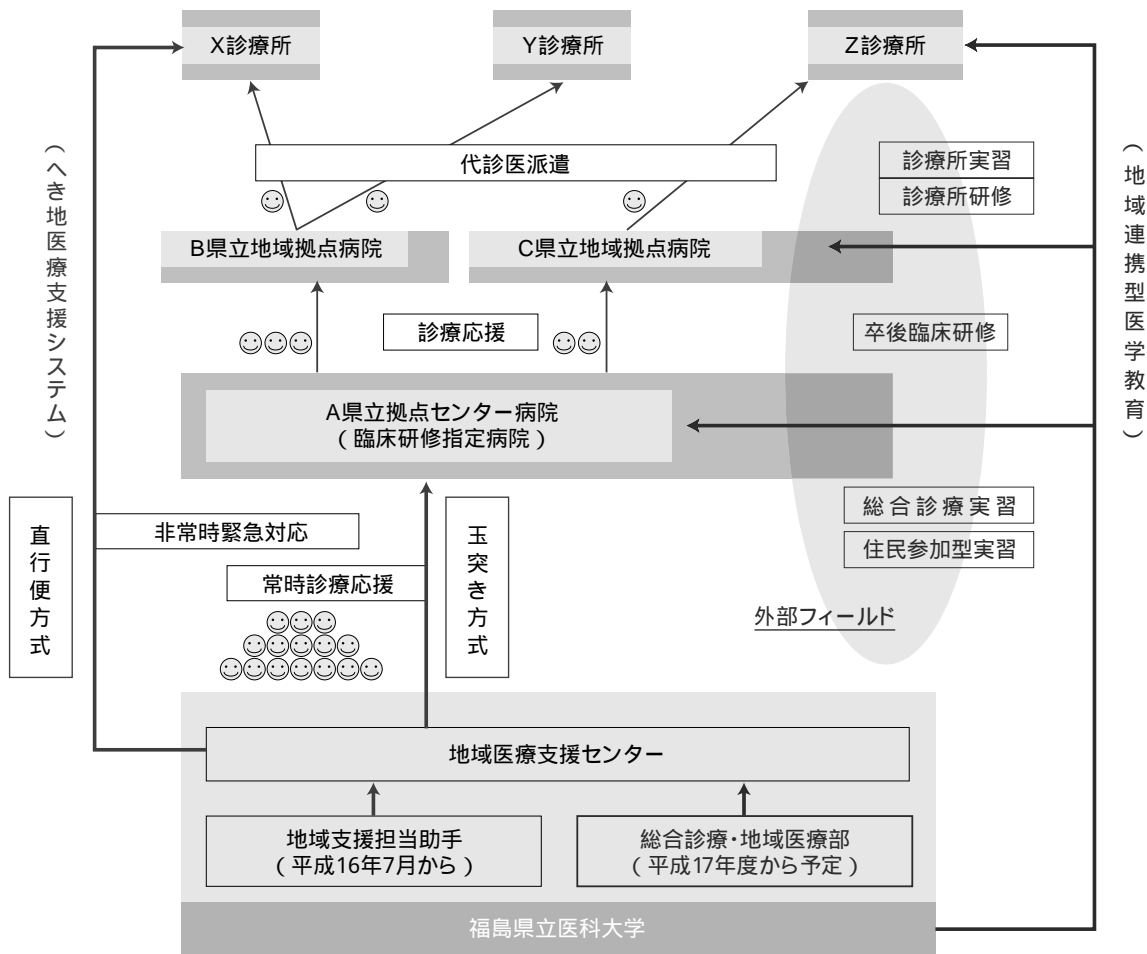 X診療所
Y診療所
Z診療所
(へき地医療支援システム)
(地域連携型医学教育)
代診医派遣
診療所実習
診療所研修
B県立地域拠点病院
C県立地域拠点病院
診療応援
卒後臨床研修
A県立拠点センター病院
(臨床研修指定病院)
直行便方式
非常時緊急対応
玉突き方式
総合診療実習
住民参加型実習
常時診療応援
外部フィールド
地域医療支援センター
地域支援担当助手
(平成16年7月から)
総合診療・地域医療部
(平成17年度から予定)
福島県立医科大学